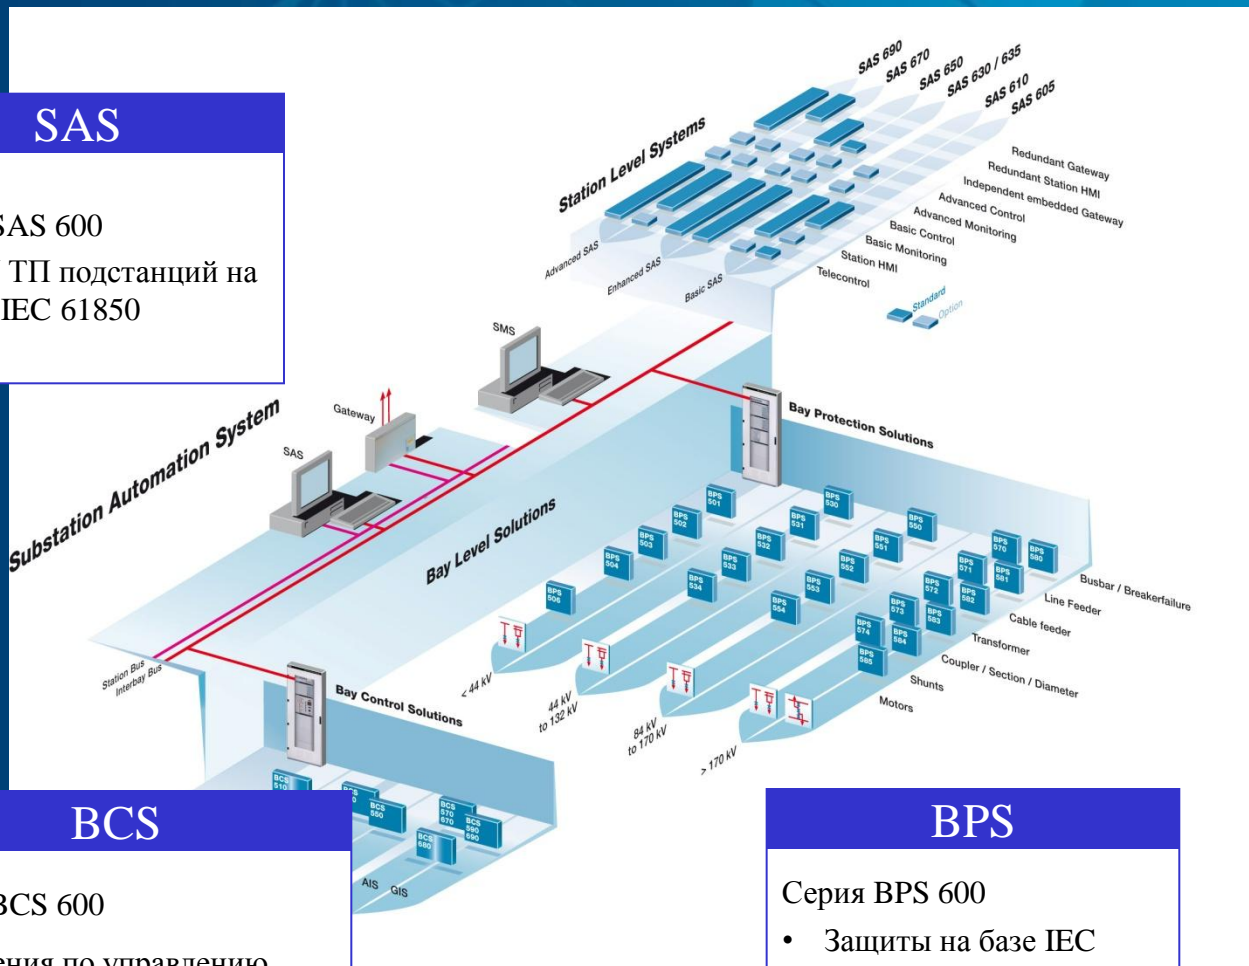 SAS
SAS 600
ТП подстанций на
IEC 61850
SAS 690
SAS 670
SAS 650
SAS 630 / 635
SAS 610
SAS 605
Station Level Systems
Redundant Gateway
Redundant Station HMI
Independent embedded Gateway
Advanced Control
Advanced Monitoring
Basic Control
Basic Monitoring
Station HMI
Telecontrol
Advanced SAS
Enhanced SAS
Basic SAS
Standard
Option
SMS
Gateway
SAS
Substation Automation System
Bay Level Solutions
Bay Protection Solutions
BPS 501
BPS 502
BPS 503
BPS 504
BPS 506
BPS 530
BPS 531
BPS 532
BPS 533
BPS 534
BPS 550
BPS 551
BPS 552
BPS 553
BPS 554
BPS 570
BPS 571
BPS 572
BPS 573
BPS 574
BPS 580
BPS 581
BPS 582
BPS 583
BPS 584
BPS 585
Busbar / Breakerfailure
Line Feeder
Cable feeder
Transformer
Coupler / Section / Diameter
Shunts
Motors
< 44 kV
44 kV
to 132 kV
84 kV
to 170 kV
> 170 kV
Station Bus
Interbay Bus
Bay Control Solutions
BCS 510
BCS 550
BCS 570 670
BCS 590 690
BCS 680
AIS
GIS
BCS
BCS 600
управлению
BPS
Серия BPS 600
• Защиты на базе IEC